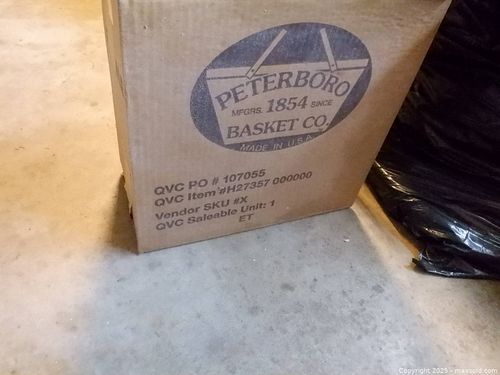 PETERBORO
MFGRS. 1854 SINCE
BASKET CO.
MADE IN U.S.A.
QVC PO # 107055
QVC Item #H27357 000000
Vendor SKU #X
QVC Saleable Unit: 1
ET
Copyright 2025 - maxsold.com